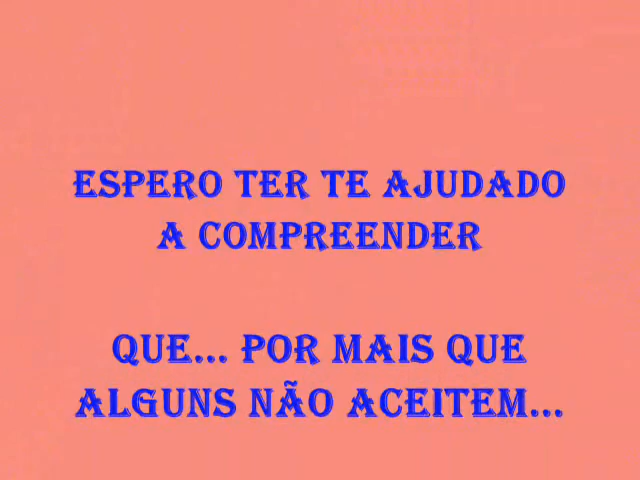 ESPERO TER TE AJUDADO
A COMPREENDER
QUE... POR MAIS QUE
ALGUNS NÃO ACEITEM...